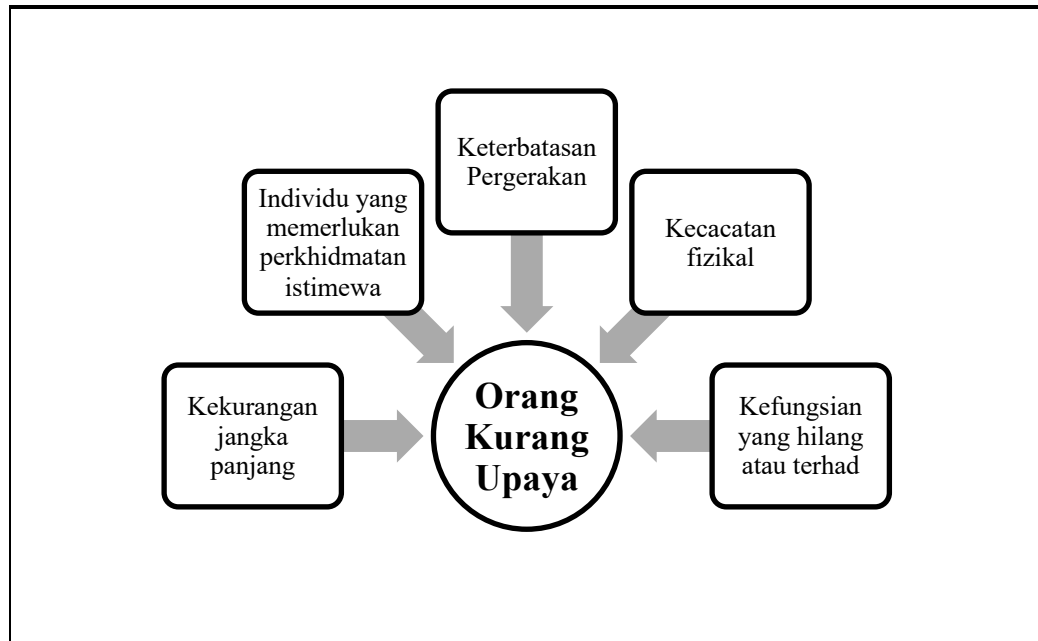 Keterbatasan
Pergerakan
Individu yang
memerlukan
perkhidmatan
istimewa
Kecacatan
fizikal
Kekurangan
jangka
panjang
Orang
Kurang
Upaya
Kefungsian
yang hilang
atau terhad